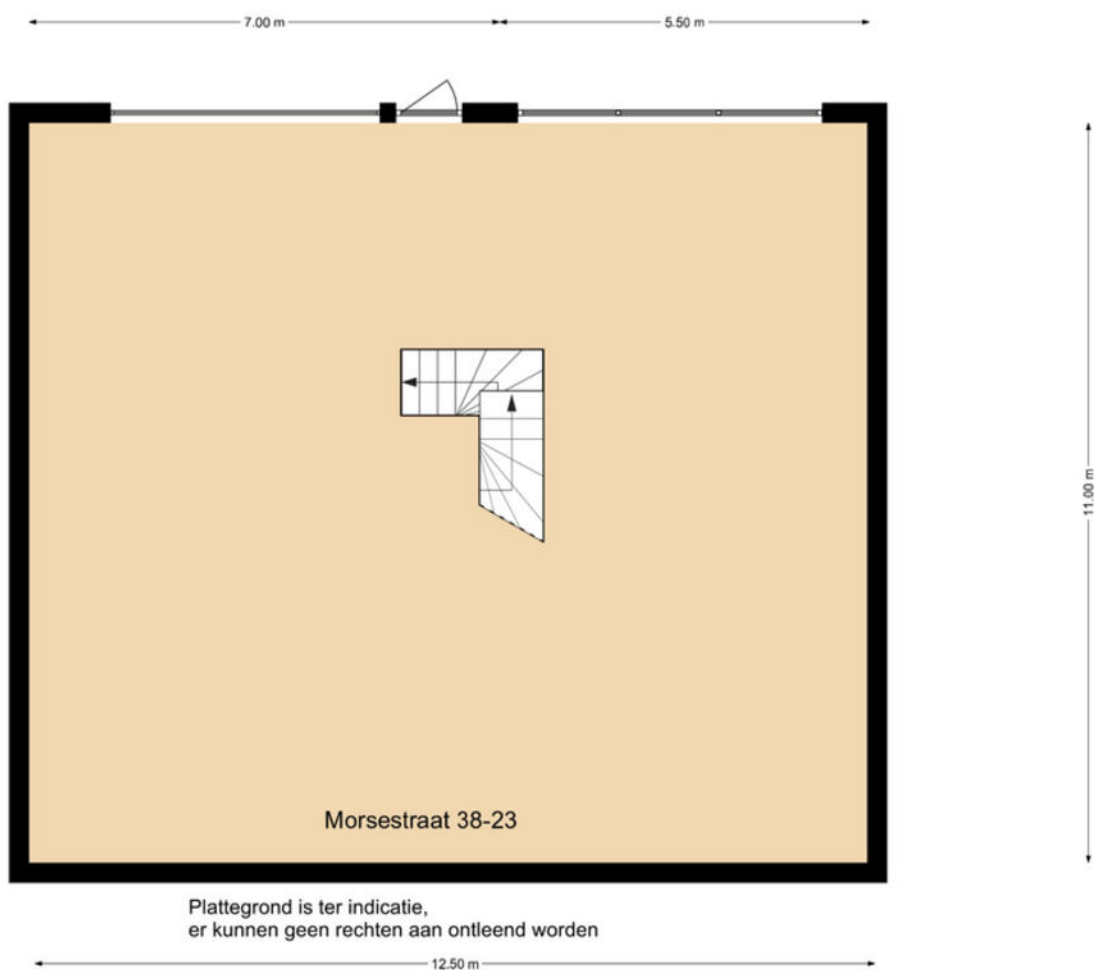 7.00 m
5.50 m
11.00 m
Morsestraat 38-23
Plattegrond is ter indicatie,
er kunnen geen rechten aan ontleend worden
12.50 m